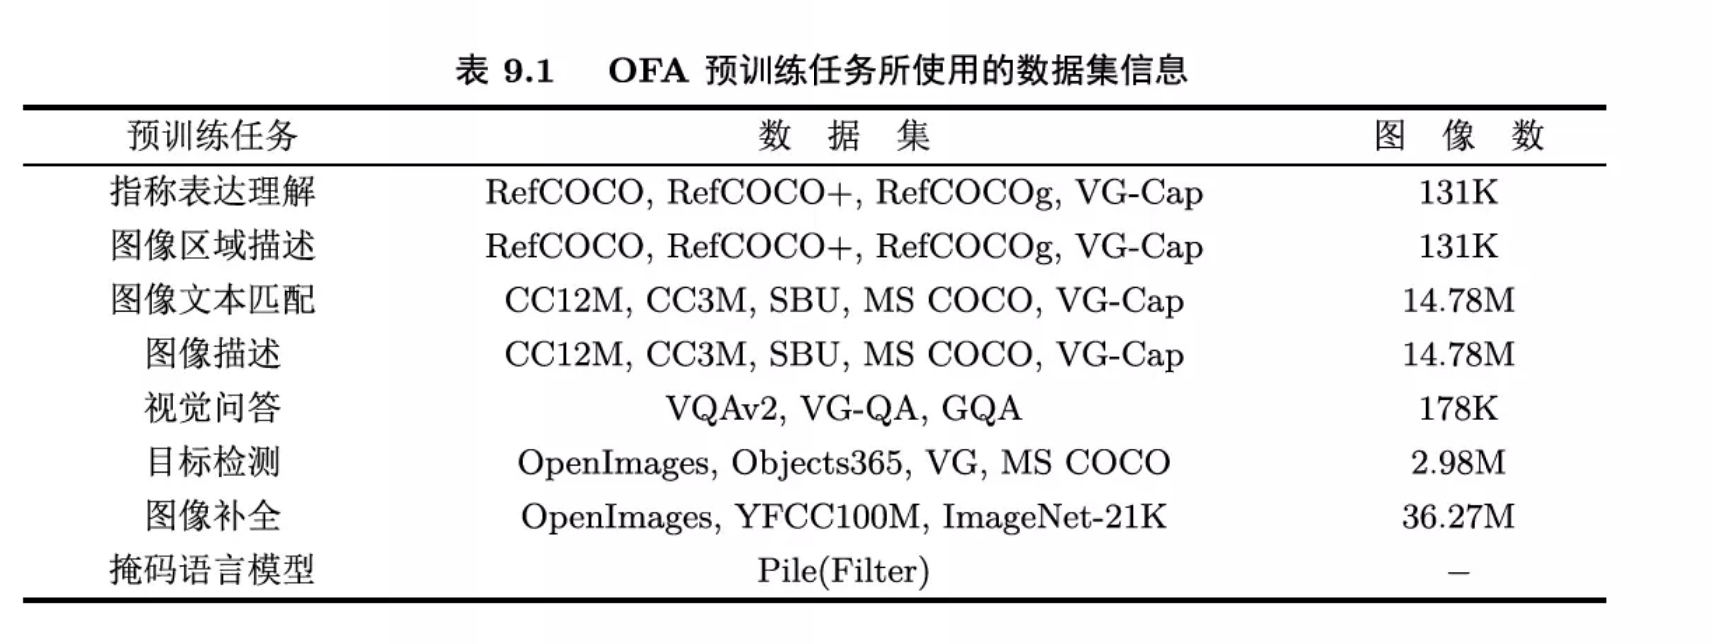 表 9.1 OFA 预训练任务所使用的数据集信息
预训练任务 数 据 集 图 像 数
指称表达理解 RefCOCO, RefCOCO+, RefCOCOg, VG-Cap 131K
图像区域描述 RefCOCO, RefCOCO+, RefCOCOg, VG-Cap 131K
图像文本匹配 CC12M, CC3M, SBU, MS COCO, VG-Cap 14.78M
图像描述 CC12M, CC3M, SBU, MS COCO, VG-Cap 14.78M
视觉问答 VQAv2, VG-QA, GQA 178K
目标检测 OpenImages, Objects365, VG, MS COCO 2.98M
图像补全 OpenImages, YFCC100M, ImageNet-21K 36.27M
掩码语言模型 Pile(Filter) –